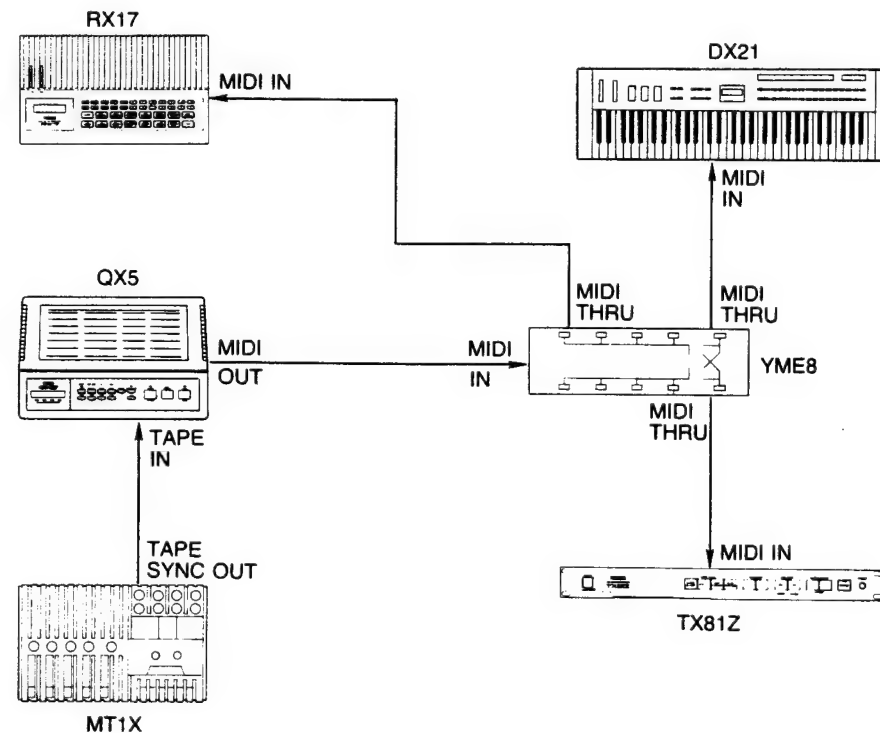 RX17
MIDI IN
DX21
MIDI
IN
QX5
MIDI
OUT
MIDI
THRU
MIDI
THRU
MIDI
IN
YME8
MIDI
THRU
TAPE
IN
TAPE
SYNC OUT
MIDI IN
TX81Z
MT1X